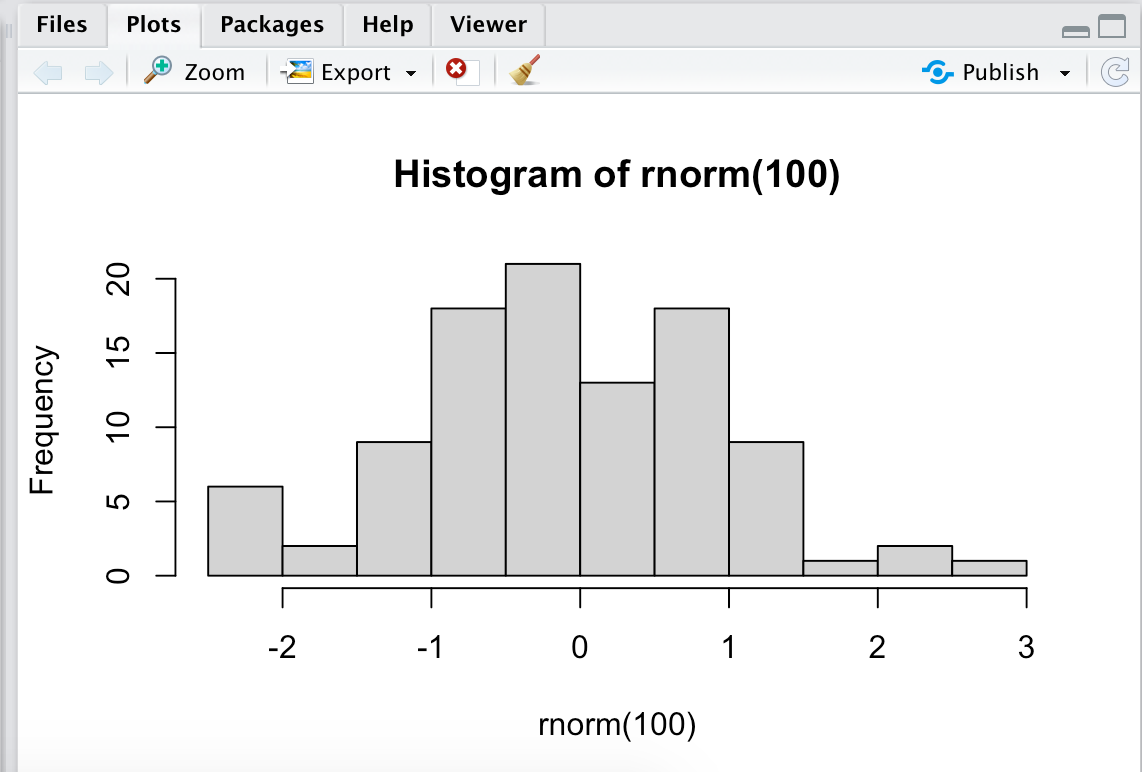 Files Plots Packages Help Viewer
Zoom Export Publish
Histogram of rnorm(100)
Frequency
20
15
10
5
0
-2 -1 0 1 2 3
rnorm(100)